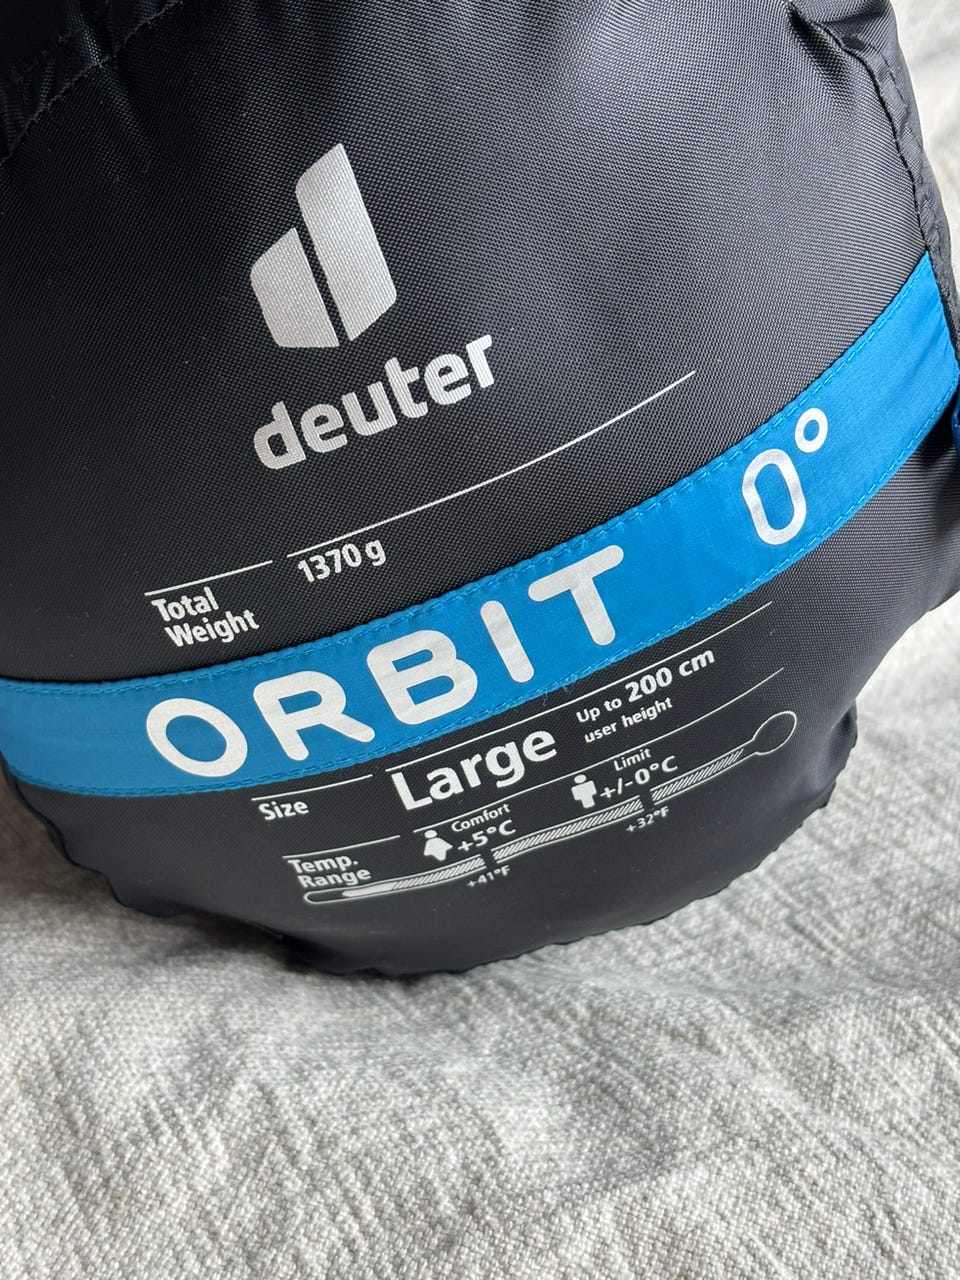 deuter
Total
Weight
1370 g
ORBIT 0°
Size
Large
Up to 200 cm
user height
Temp.
Range
Comfort
+5°C
+41°F
Limit
+/-0°C
+32°F